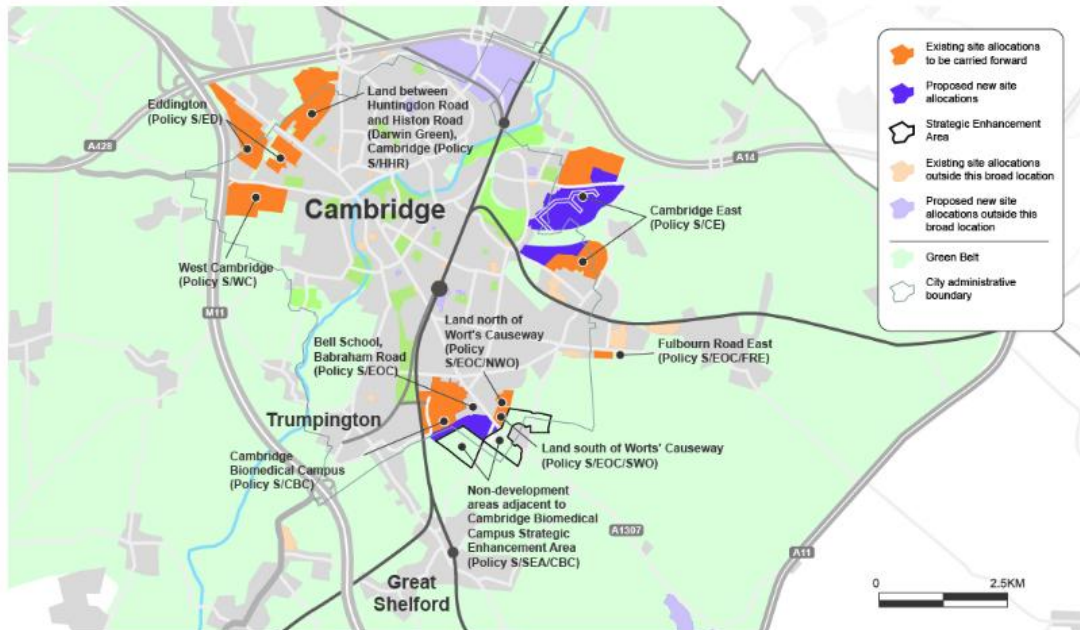 Eddington
(Policy S/ED)
Land between
Huntingdon Road
and Histon Road
(Darwin Green),
Cambridge (Policy
S/HHR)
A428
A14
Cambridge
Cambridge East
(Policy S/CE)
West Cambridge
(Policy S/WC)
M11
Land north of
Wort's Causeway
(Policy
S/EOC/NWO)
Bell School,
Babraham Road
(Policy S/EOC)
Fulbourn Road East
(Policy S/EOC/FRE)
Trumpington
Land south of Worts' Causeway
(Policy S/EOC/SWO)
Cambridge
Biomedical Campus
(Policy S/CBC)
Non-development
areas adjacent to
Cambridge Biomedical
Campus Strategic
Enhancement Area
(Policy S/SEA/CBC)
A1307
A11
Great
Shelford
Existing site allocations
to be carried forward
Proposed new site
allocations
Strategic Enhancement
Area
Existing site allocations
outside this broad location
Proposed new site
allocations outside this
broad location
Green Belt
City administrative
boundary
0
2.5KM